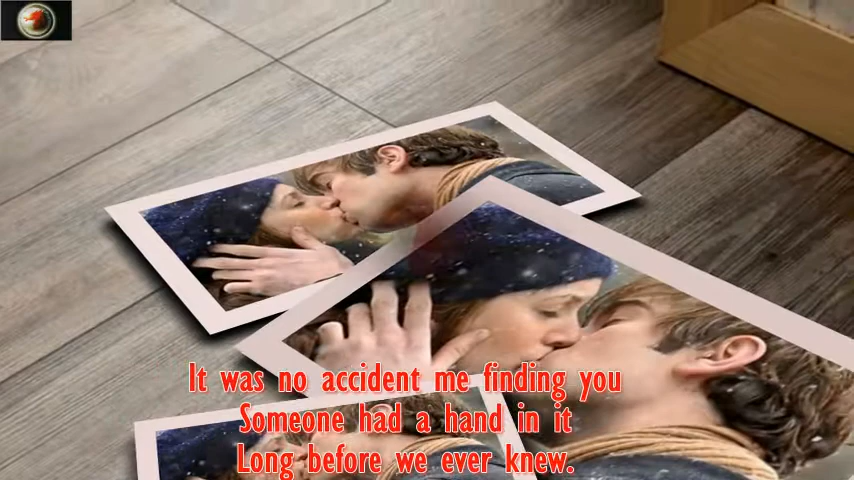 It was no accident me finding you
Someone had a hand in it
Long before we ever knew.